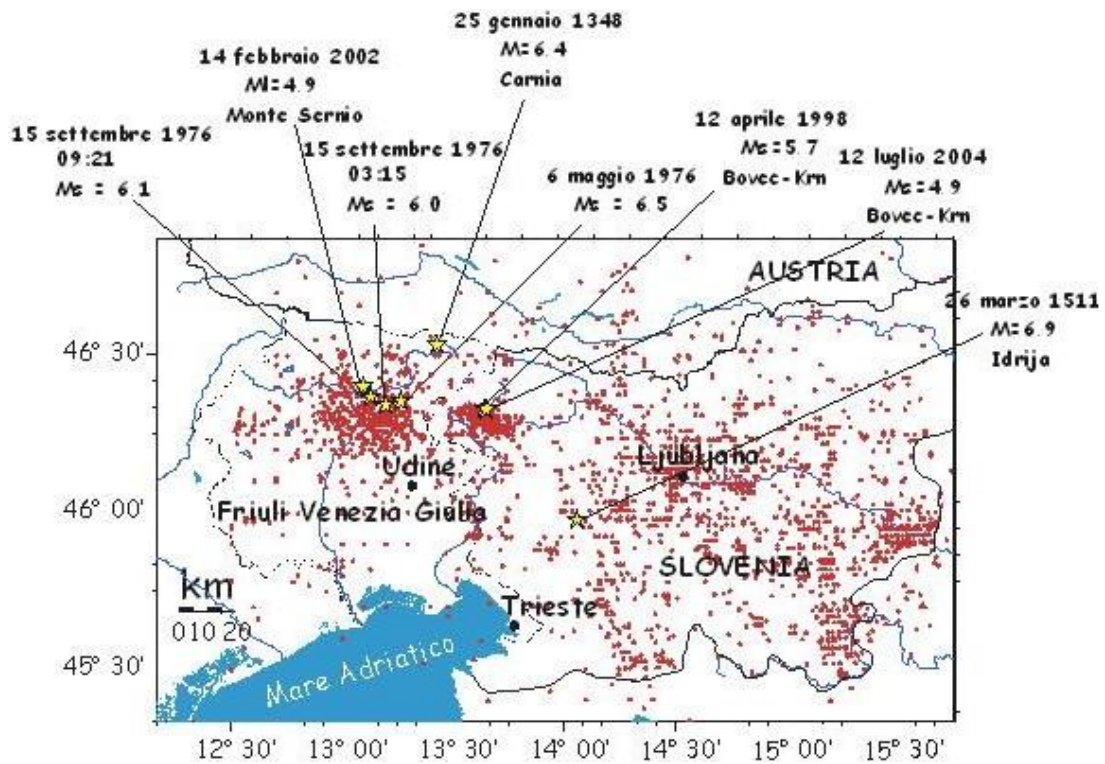 25 gennaio 1348
M=6.4
Carnia
14 febbraio 2002
Ml=4.9
Monte Sernio
15 settembre 1976
09:21
Ms = 6.1
15 settembre 1976
03:15
Ms = 6.0
6 maggio 1976
Ms = 6.5
12 aprile 1998
Ms=5.7
Bovec-Krn
12 luglio 2004
Ms=4.9
Bovec-Krn
26 marzo 1511
M=6.9
Idrija
AUSTRIA
46° 30'
Udine
Ljubljana
46° 00'
Friuli Venezia Giulia
SLOVENIA
km
010 20
Trieste
45° 30'
Mare Adriatico
12° 30' 13° 00' 13° 30' 14° 00' 14° 30' 15° 00' 15° 30'